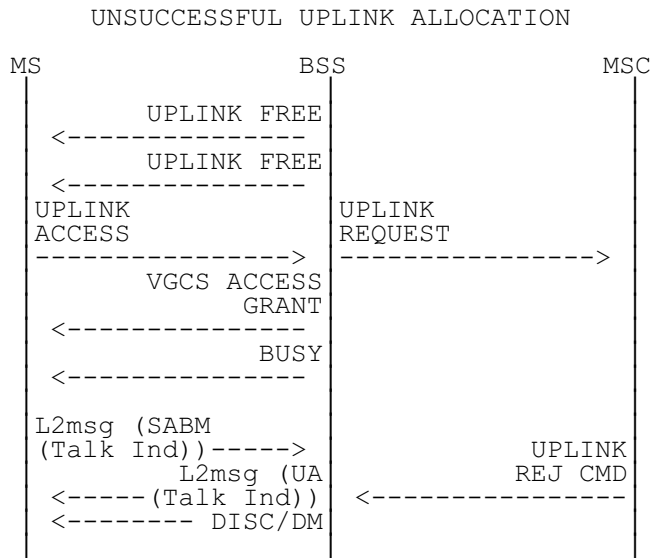 UNSUCCESSFUL UPLINK ALLOCATION
MS BSS MSC
UPLINK FREE
<---------------
UPLINK FREE
<---------------
UPLINK UPLINK
ACCESS REQUEST
----------------> ---------------->
VGCS ACCESS
GRANT
<---------------
BUSY
<---------------
L2msg (SABM
(Talk Ind))-----> UPLINK
L2msg (UA REJ CMD
<-----(Talk Ind)) <----------------
<-------- DISC/DM